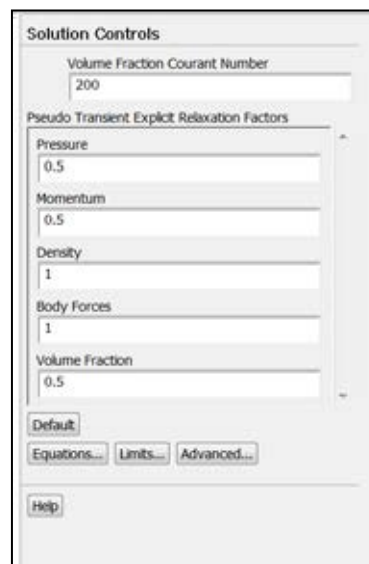 Solution Controls
Volume Fraction Courant Number
200
Pseudo Transient Explicit Relaxation Factors
Pressure
0.5
Momentum
0.5
Density
1
Body Forces
1
Volume Fraction
0.5
Default
Equations... Limits... Advanced...
Help